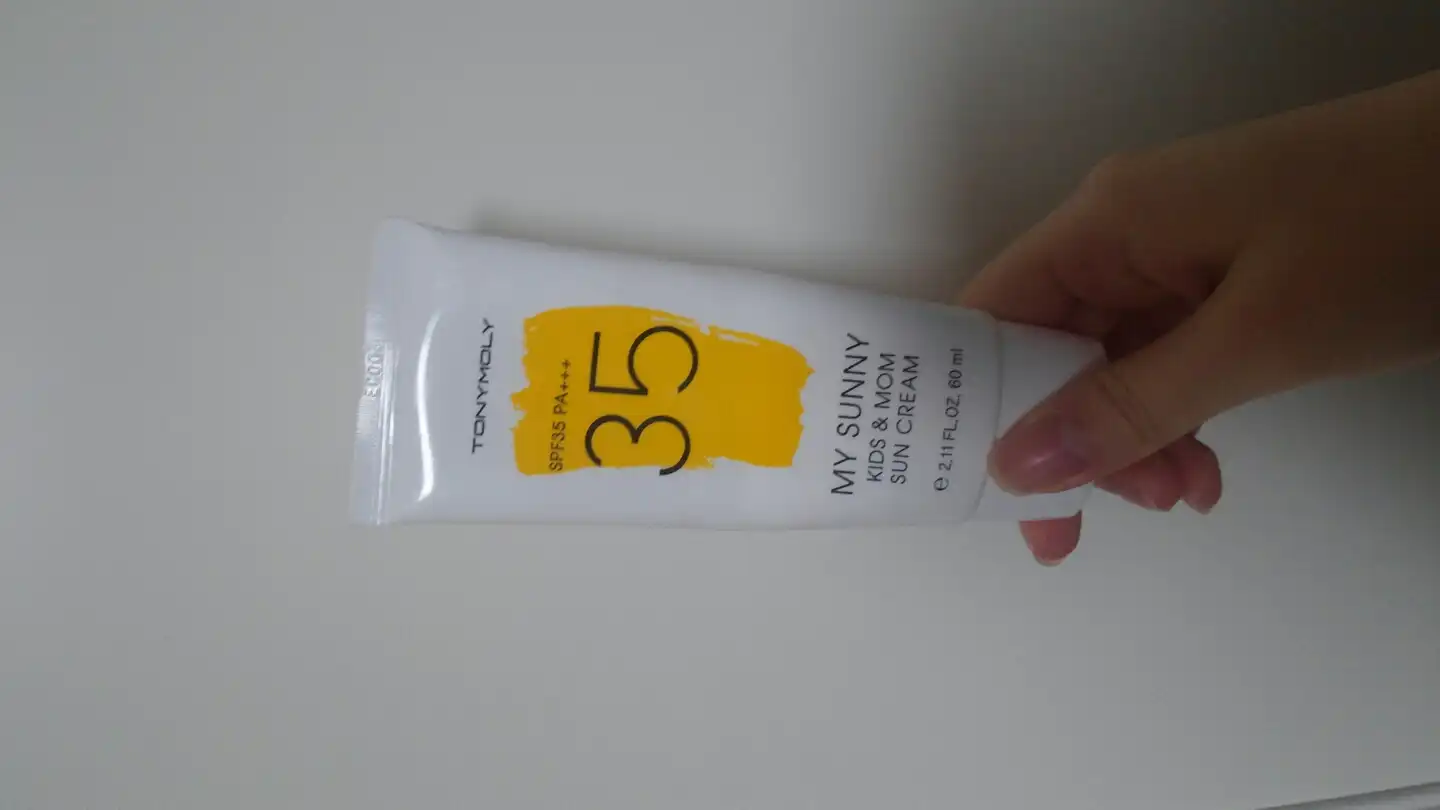 TONYMOLY
SPF35 PA+++
35
MY SUNNY
KIDS & MOM
SUN CREAM
e 2.11 FL.OZ. 60 ml